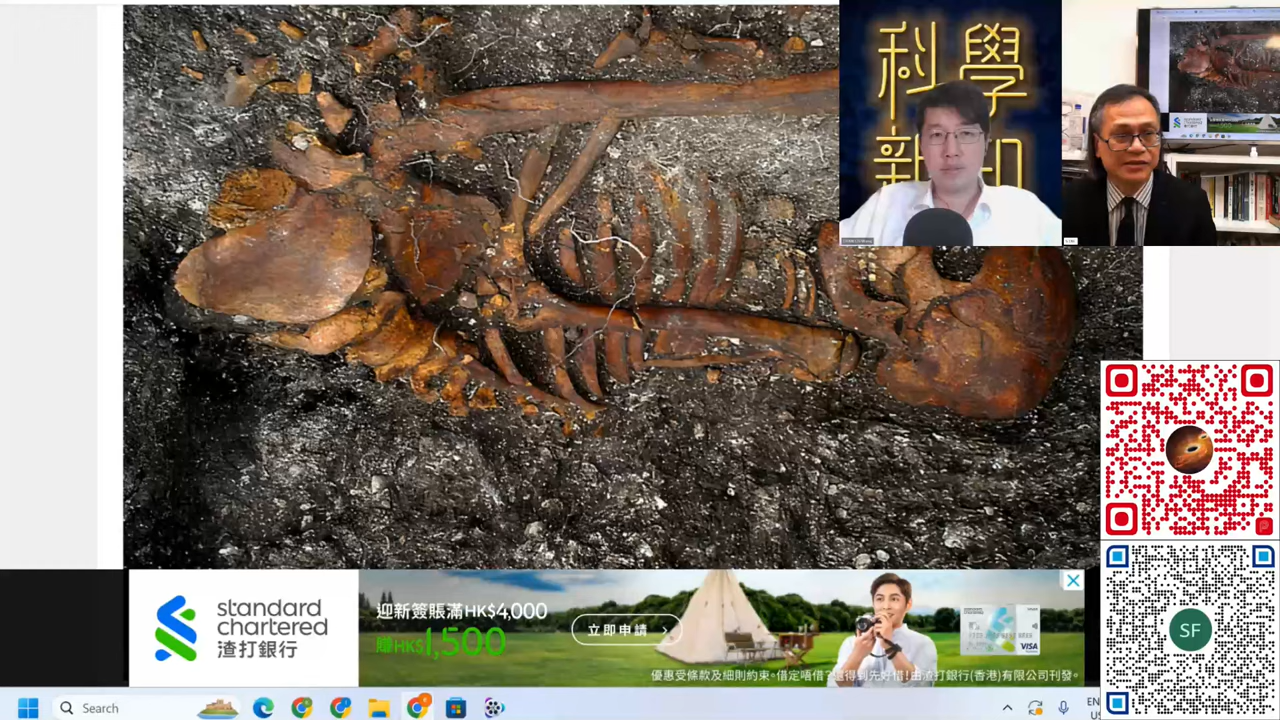 科學
新知
standard
chartered
渣打銀行
迎新簽賬滿HK$4,000
賺HK$1,500
立即申請 >
VISA
優惠受條款及細則約束。借定唔借?還得到先好借!由渣打銀行(香港)有限公司刊發。
SF
Search
EN